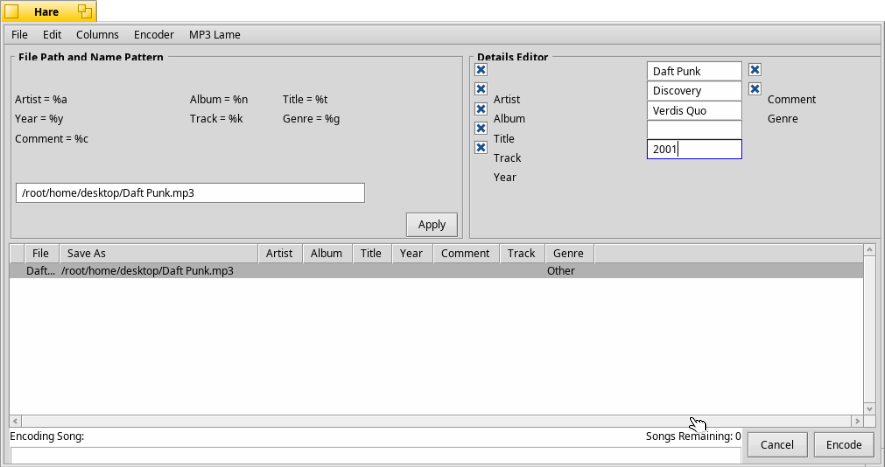 Hare
File Edit Columns Encoder MP3 Lame
File Path and Name Pattern
Artist = %a Album = %n Title = %t
Year = %y Track = %k Genre = %g
Comment = %c
/root/home/desktop/Daft Punk.mp3
Apply
Details Editor
Artist Daft Punk Comment
Album Discovery Genre
Title Verdis Quo
Track
Year 2001
File Save As Artist Album Title Year Comment Track Genre
Daft... /root/home/desktop/Daft Punk.mp3 Other
Encoding Song: Songs Remaining: 0
Cancel Encode